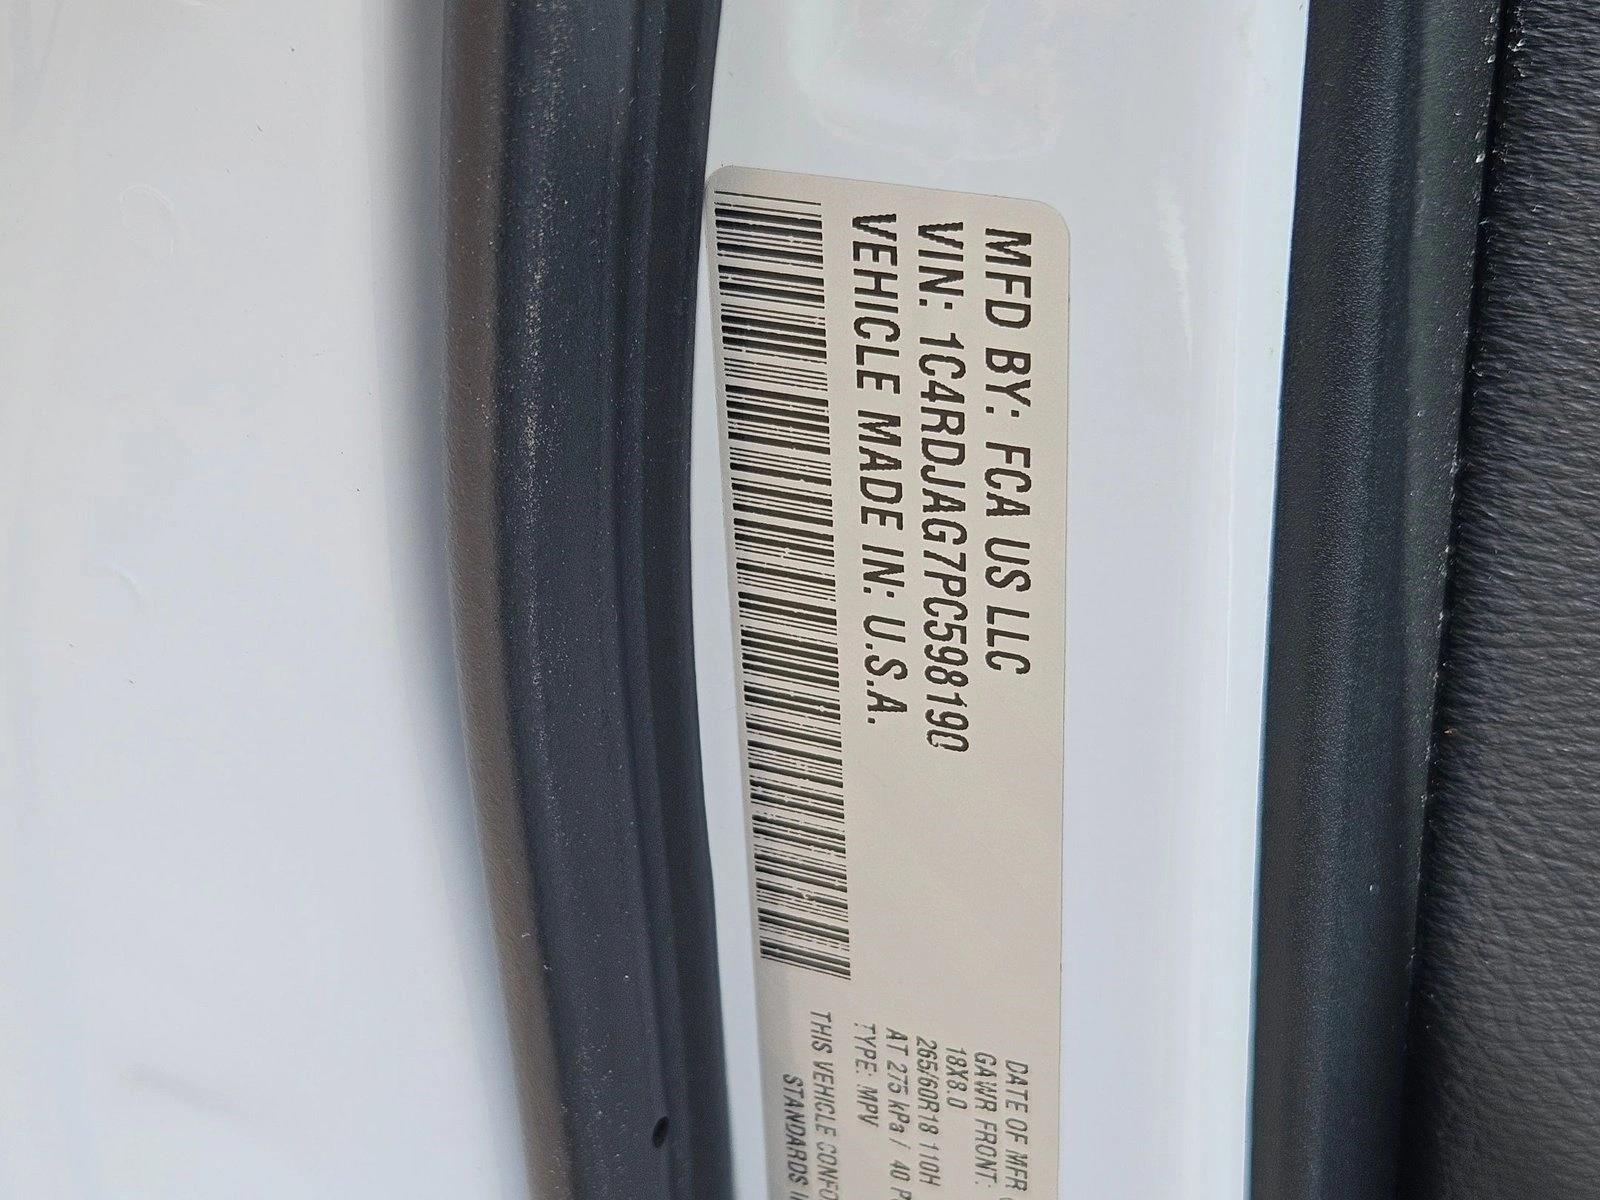 MFD BY: FCA US LLC
VIN: 1C4RDJAG7PC598190
VEHICLE MADE IN: U.S.A.
DATE OF MFR
GAWR FRONT:
18X8.0
265/60R18 110H
AT 275 kPa / 40
TYPE: MPV
THIS VEHICLE
STANDARDS